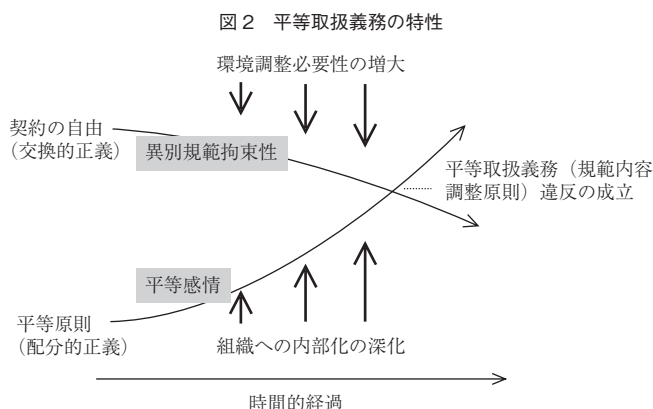 図2 平等取扱義務の特性
環境調整必要性の増大
契約の自由
（交換的正義）
異別規範拘束性
平等取扱義務（規範内容
調整原則）違反の成立
平等感情
平等原則
（配分的正義）
組織への内部化の深化
時間的経過